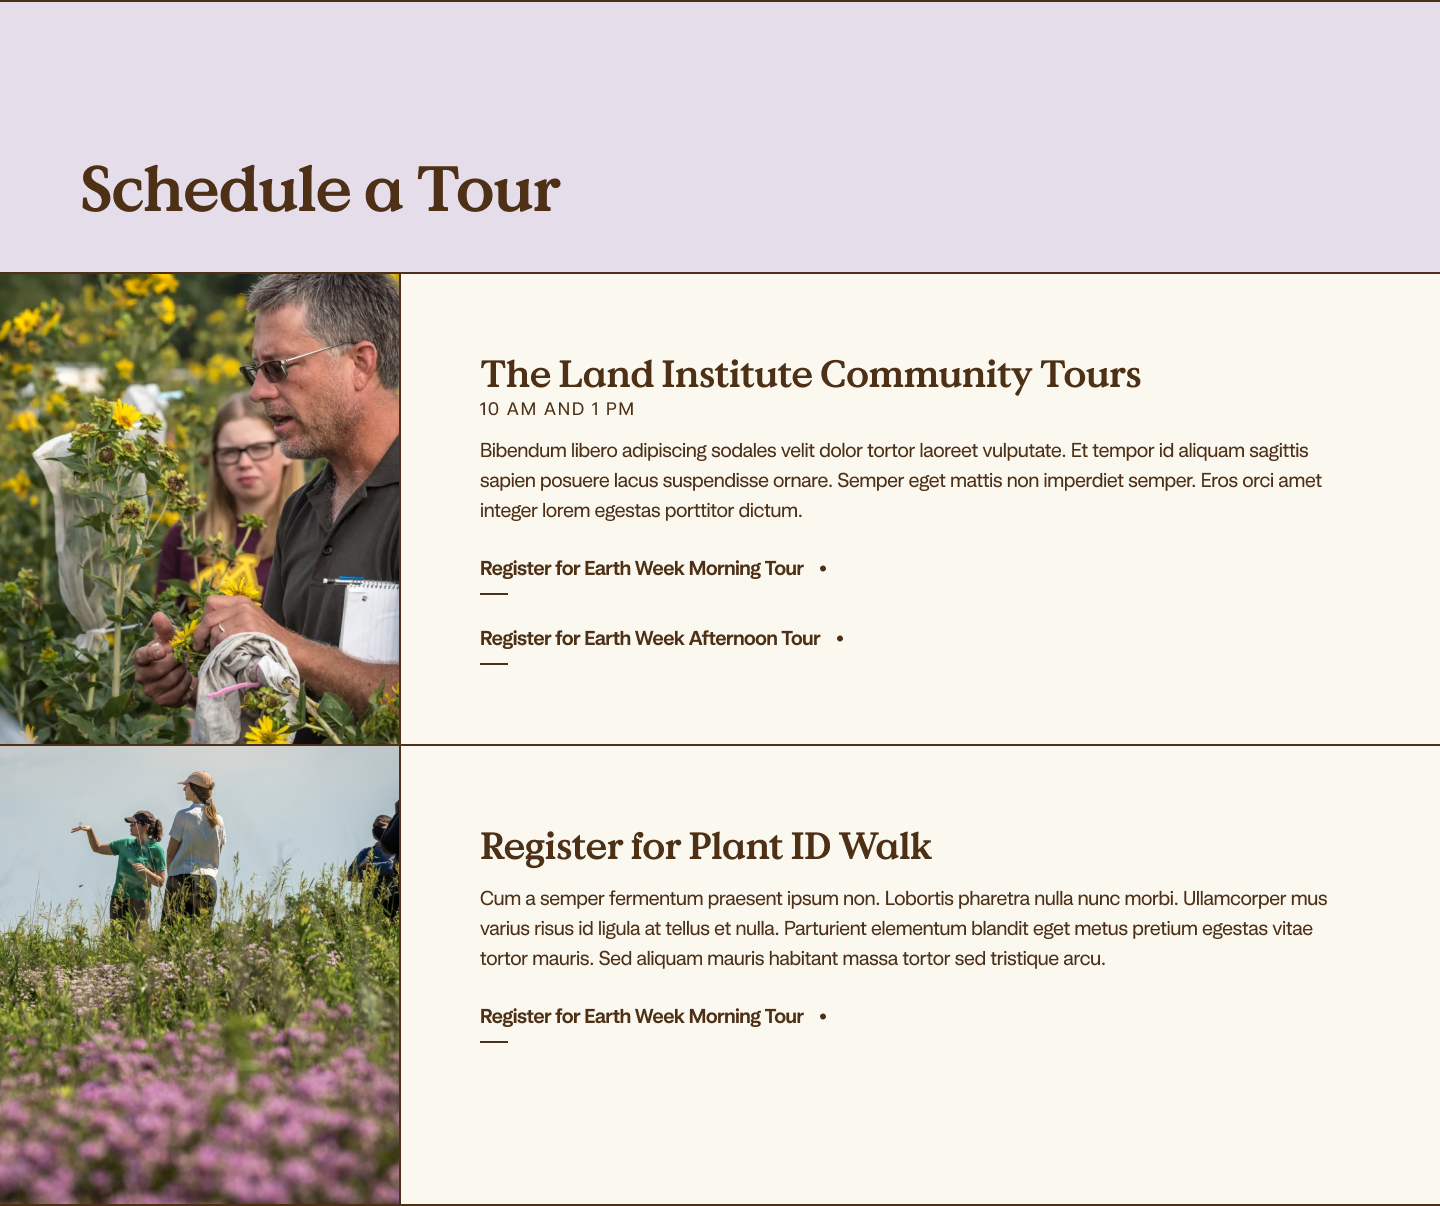 Schedule a Tour
The Land Institute Community Tours
10 AM AND 1 PM
Bibendum libero adipiscing sodales velit dolor tortor laoreet vulputate. Et tempor id aliquam sagittis
sapien posuere lacus suspendisse ornare. Semper eget mattis non imperdiet semper. Eros orci amet
integer lorem egestas porttitor dictum.
Register for Earth Week Morning Tour •
Register for Earth Week Afternoon Tour •
Register for Plant ID Walk
Cum a semper fermentum praesent ipsum non. Lobortis pharetra nulla nunc morbi. Ullamcorper mus
varius risus id ligula at tellus et nulla. Parturient elementum blandit eget metus pretium egestas vitae
tortor mauris. Sed aliquam mauris habitant massa tortor sed tristique arcu.
Register for Earth Week Morning Tour •